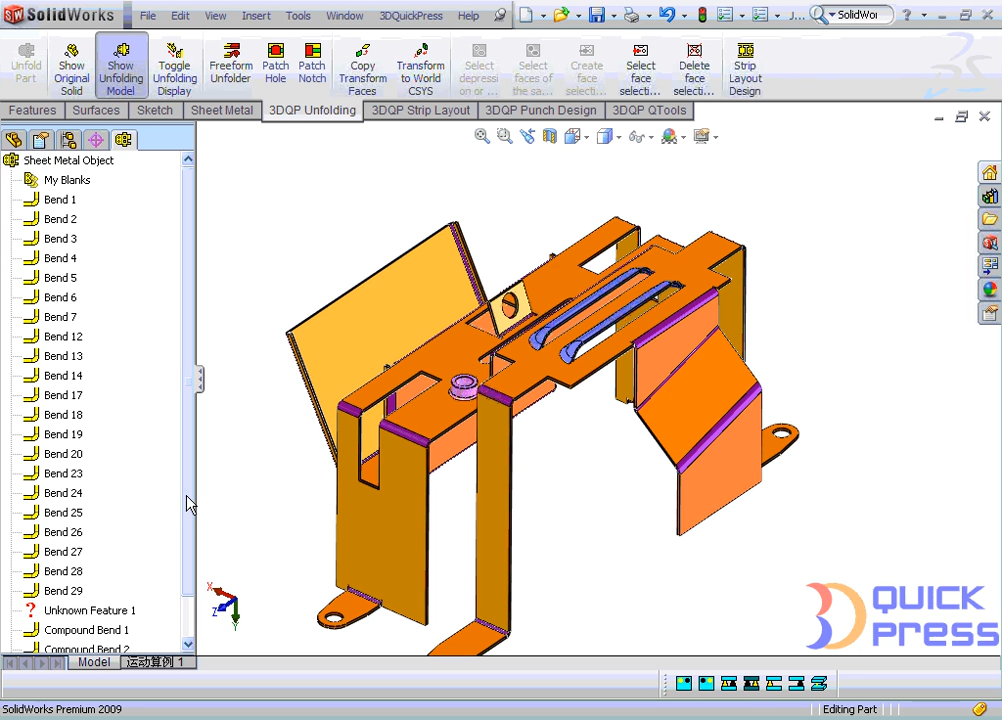 SolidWorks File Edit View Insert Tools Window 3DQuickPress Help J... SolidWoı ?
Unfold Part
Show Original Solid
Show Unfolding Model
Toggle Unfolding Display
Freeform Unfolder
Patch Hole
Patch Notch
Copy Transform Faces
Transform to World CSYS
Select depressi on or ...
Select faces of the sa...
Create face selecti...
Select face selecti...
Delete face selecti...
Strip Layout Design
Features Surfaces Sketch Sheet Metal 3DQP Unfolding 3DQP Strip Layout 3DQP Punch Design 3DQP QTools
Sheet Metal Object
My Blanks
Bend 1
Bend 2
Bend 3
Bend 4
Bend 5
Bend 6
Bend 7
Bend 12
Bend 13
Bend 14
Bend 17
Bend 18
Bend 19
Bend 20
Bend 23
Bend 24
Bend 25
Bend 26
Bend 27
Bend 28
Bend 29
? Unknown Feature 1
Compound Bend 1
Compound Bend 2
X
Z
Y
QUICK
PRESS
Model 运动算例 1
SolidWorks Premium 2009 Editing Part